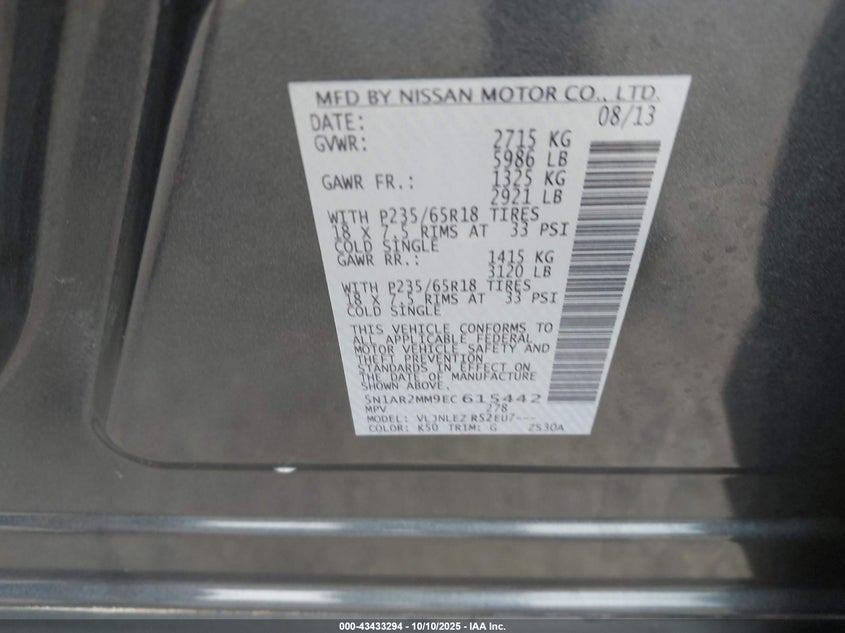 MFD BY NISSAN MOTOR CO., LTD.
DATE: 08/13
GVWR: 2715 KG
5986 LB
GAWR FR.: 1325 KG
2921 LB
WITH P235/65R18 TIRES
18 X 7.5 RIMS AT 33 PSI
COLD SINGLE
GAWR RR.: 1415 KG
3120 LB
WITH P235/65R18 TIRES
18 X 7.5 RIMS AT 33 PSI
COLD SINGLE
THIS VEHICLE CONFORMS TO
ALL APPLICABLE FEDERAL
MOTOR VEHICLE SAFETY AND
THEFT PREVENTION
STANDARDS IN EFFECT ON
THE DATE OF MANUFACTURE
SHOWN ABOVE.
5N1AR2MM9EC615442
MPV 278
MODEL:
COLOR: K50 TRIM: G 2S30A
000-43433294 - 10/10/2025 - IAA Inc.